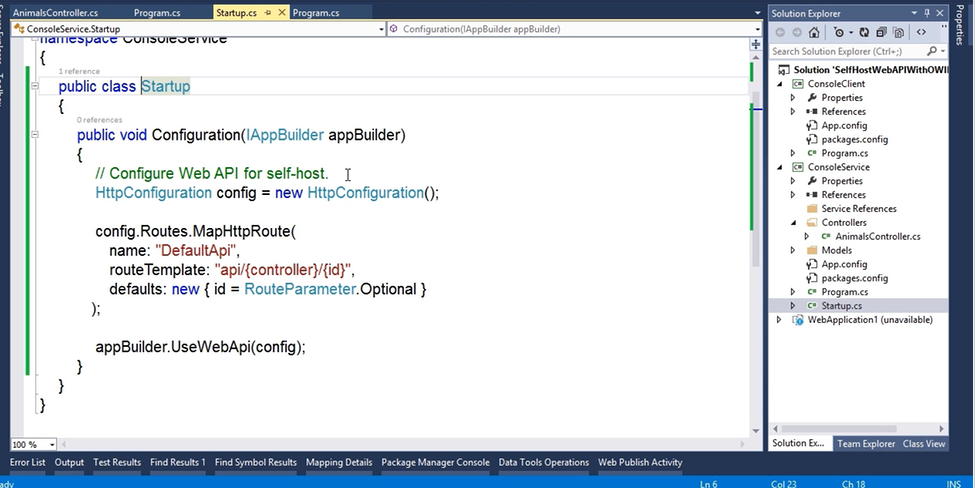 AnimalsController.cs
Program.cs
Startup.cs
Program.cs
ConsoleService.Startup
Configuration(IAppBuilder appBuilder)
namespace ConsoleService
{
1 reference
public class Startup
{
0 references
public void Configuration(IAppBuilder appBuilder)
{
// Configure Web API for self-host.
HttpConfiguration config = new HttpConfiguration();
config.Routes.MapHttpRoute(
name: "DefaultApi",
routeTemplate: "api/{controller}/{id}",
defaults: new { id = RouteParameter.Optional }
);
appBuilder.UseWebApi(config);
}
}
}
100 %
Solution Explorer
Search Solution Explorer (Ctrl+;)
Solution 'SelfHostWebAPIWithOWI
ConsoleClient
Properties
References
App.config
packages.config
Program.cs
ConsoleService
Properties
References
Service References
Controllers
AnimalsController.cs
Models
App.config
packages.config
Program.cs
Startup.cs
WebApplication1 (unavailable)
Solution Ex...
Team Explorer
Class View
Properties
Error List
Output
Test Results
Find Results 1
Find Symbol Results
Mapping Details
Package Manager Console
Data Tools Operations
Web Publish Activity
ady
Ln 6
Col 23
Ch 18
INS